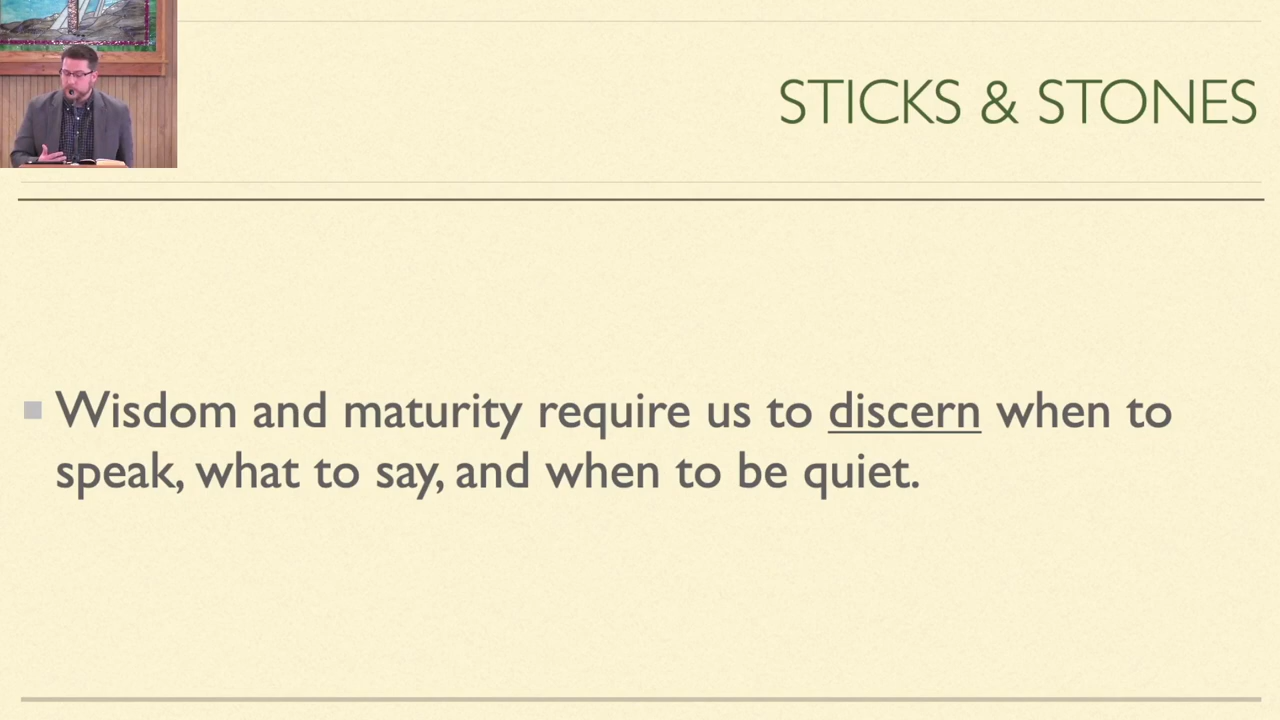 STICKS & STONES
Wisdom and maturity require us to discern when to
speak, what to say, and when to be quiet.